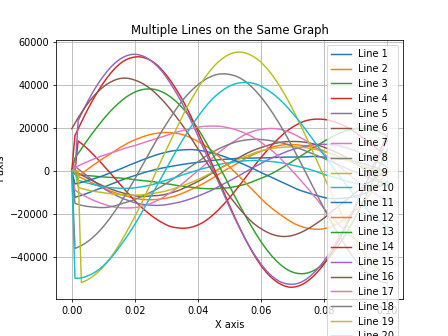 Multiple Lines on the Same Graph
60000
40000
20000
0
−20000
−40000
0.00
0.02
0.04
0.06
X axis
Line 1
Line 2
Line 3
Line 4
Line 5
Line 6
Line 7
Line 8
Line 9
Line 10
Line 11
Line 12
Line 13
Line 14
Line 15
Line 16
Line 17
Line 18
Line 19